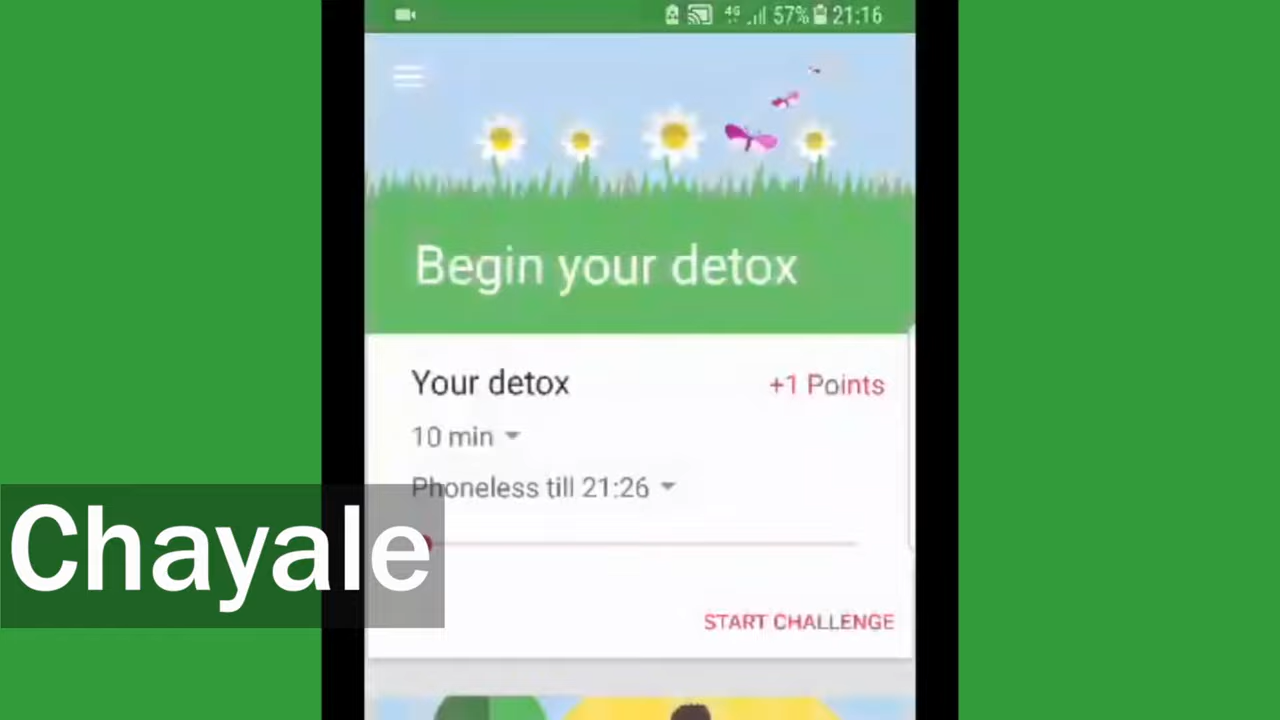 4G 57% 21:16
Begin your detox
Your detox
+1 Points
10 min
Phoneless till 21:26
Chayale
START CHALLENGE